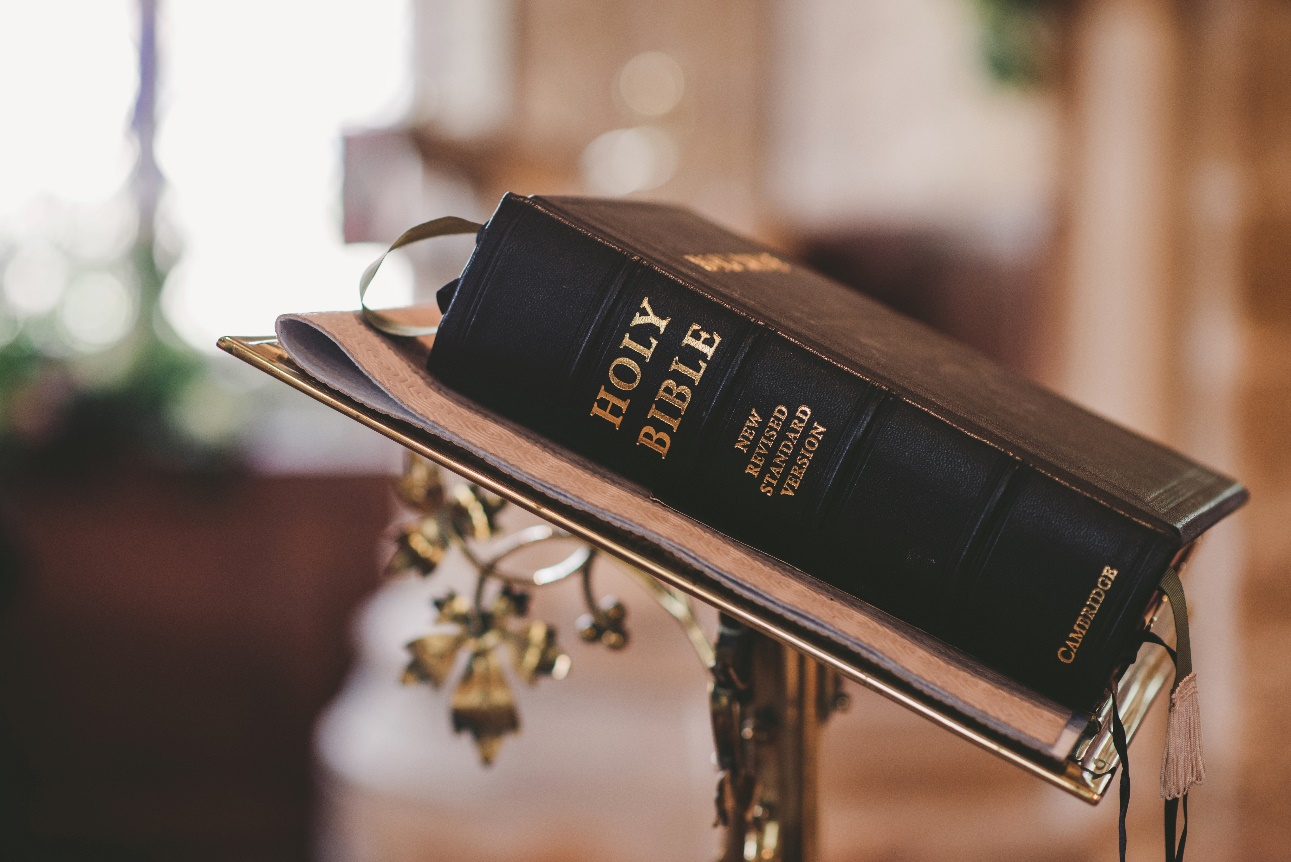 HOLY
BIBLE
NEW
REVISED
STANDARD
VERSION
CAMBRIDGE